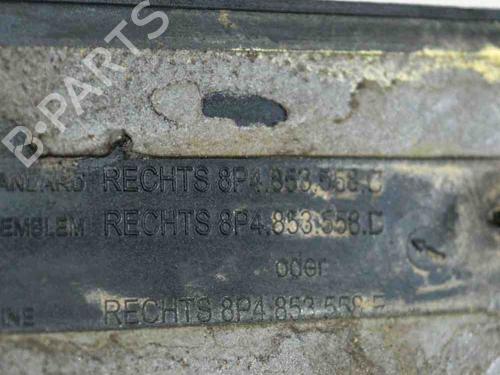 B-PARTS
ANDARD RECHTS 8P4.853.558.C
EMBLEM RECHTS 8P4.853.558.D
oder
INE RECHTS 8P4.853.558.E